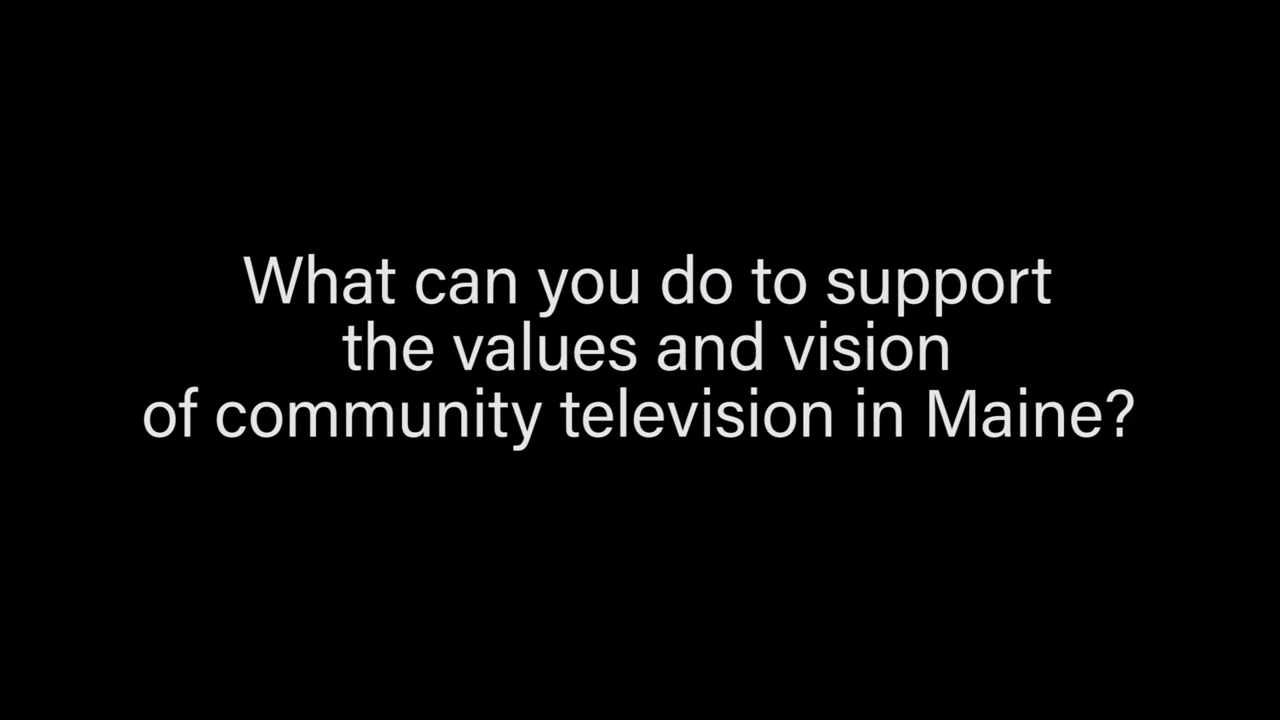 What can you do to support
the values and vision
of community television in Maine?